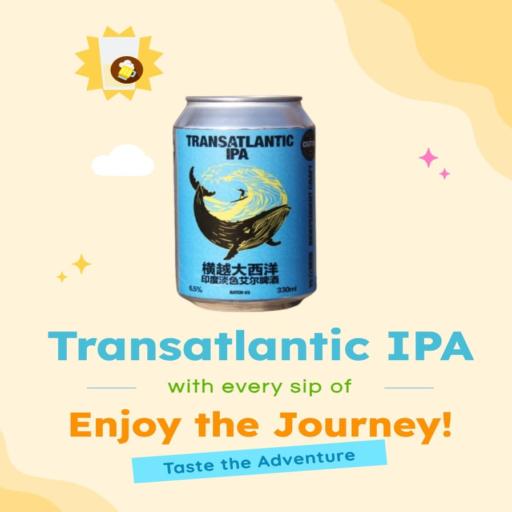 TRANSATLANTIC
IPA
横越大西洋
印度淡色艾尔啤酒
6.5%
330ml
Transatlantic IPA
with every sip of
Enjoy the Journey!
Taste the Adventure